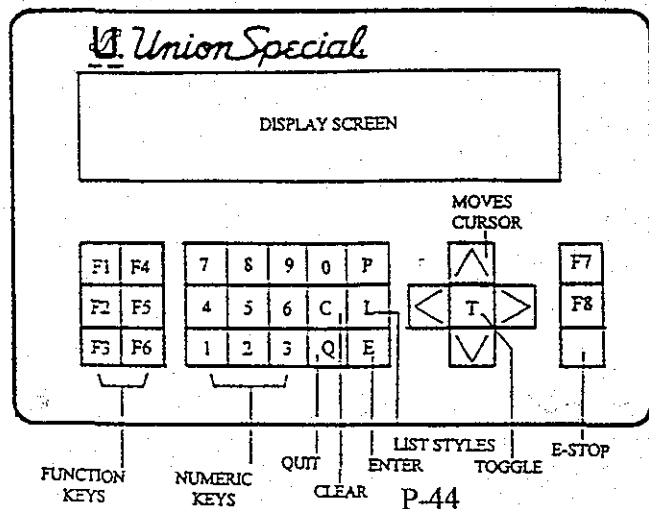 Union Special
DISPLAY SCREEN
MOVES
CURSOR
F1 F4 7 8 9 0 P F7
F2 F5 4 5 6 C L T F8
F3 F6 1 2 3 Q E
LIST STYLES
E-STOP
QUIT
ENTER
TOGGLE
FUNCTION
KEYS
NUMERIC
KEYS
CLEAR
P-44